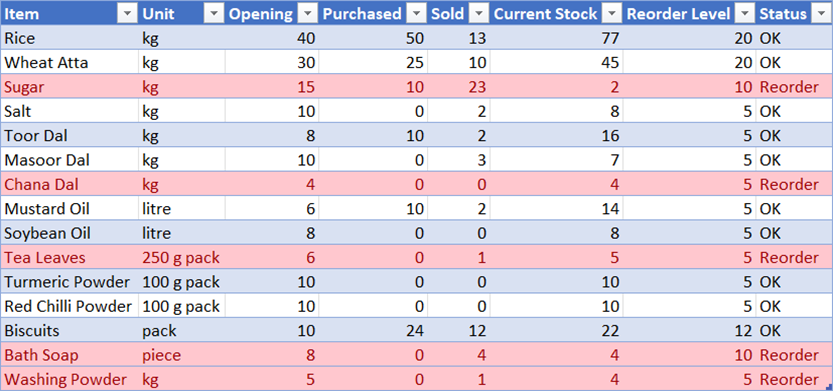 Item Unit Opening Purchased Sold Current Stock Reorder Level Status
Rice kg 40 50 13 77 20 OK
Wheat Atta kg 30 25 10 45 20 OK
Sugar kg 15 10 23 2 10 Reorder
Salt kg 10 0 2 8 5 OK
Toor Dal kg 8 10 2 16 5 OK
Masoor Dal kg 10 0 3 7 5 OK
Chana Dal kg 4 0 0 4 5 Reorder
Mustard Oil litre 6 10 2 14 5 OK
Soybean Oil litre 8 0 0 8 5 OK
Tea Leaves 250 g pack 6 0 1 5 5 Reorder
Turmeric Powder 100 g pack 10 0 0 10 5 OK
Red Chilli Powder 100 g pack 10 0 0 10 5 OK
Biscuits pack 10 24 12 22 12 OK
Bath Soap piece 8 0 4 4 10 Reorder
Washing Powder kg 5 0 1 4 5 Reorder